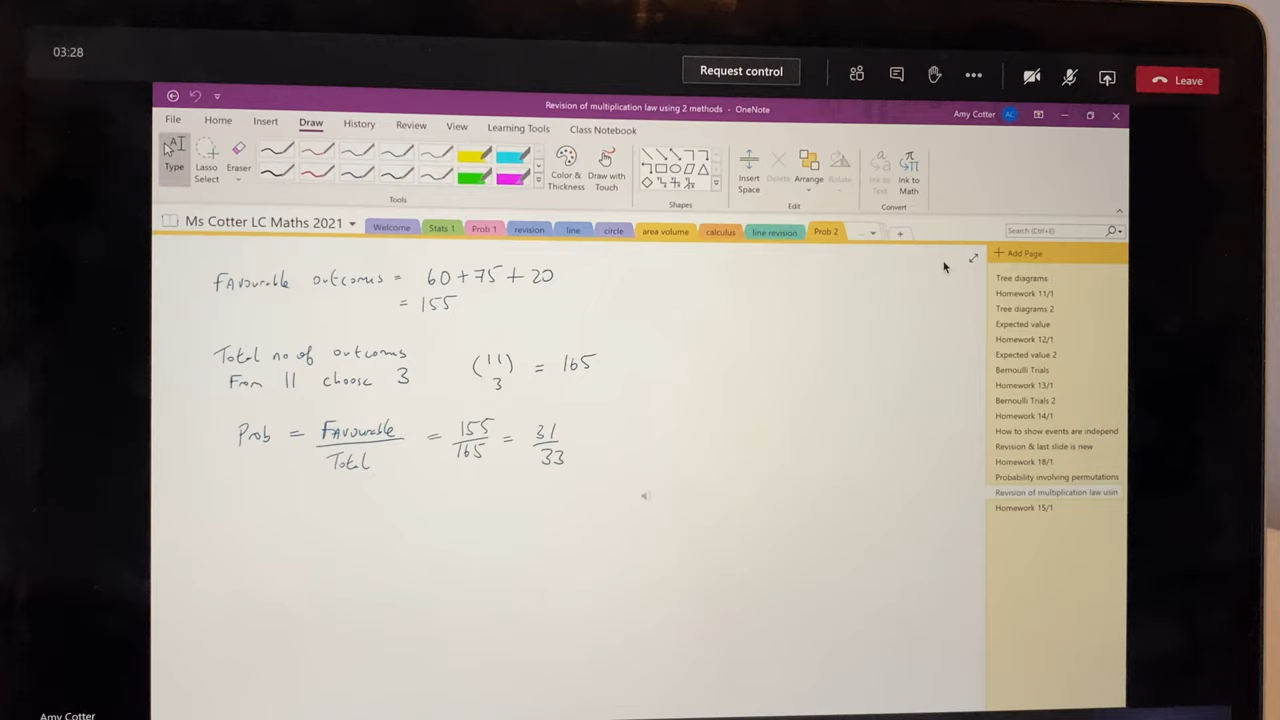 03:28
Request control
Leave
Revision of multiplication law using 2 methods - OneNote
Amy Cotter AC
File Home Insert Draw History Review View Learning Tools Class Notebook
Type
Lasso Select
Eraser
Color & Thickness
Draw with Touch
Insert Space
Delete
Arrange
Rotate
Ink to Text
Ink to Math
Tools
Shapes
Edit
Convert
Ms Cotter LC Maths 2021
Welcome Stats 1 Prob 1 revision line circle area volume calculus line revision Prob 2 ... +
Search (Ctrl+E)
Add Page
Tree diagrams
Homework 11/1
Tree diagrams 2
Expected value
Homework 12/1
Expected value 2
Bernoulli Trials
Homework 13/1
Bernoulli Trials 2
Homework 14/1
How to show events are independ
Revision & last slide is new
Homework 18/1
Probability involving permutations
Revision of multiplication law usin
Homework 15/1
Favourable outcomes = 60 + 75 + 20
= 155
Total no of outcomes
From 11 choose 3 (11 3) = 165
Prob = Favourable/Total = 155/165 = 31/33
Amy Cotter